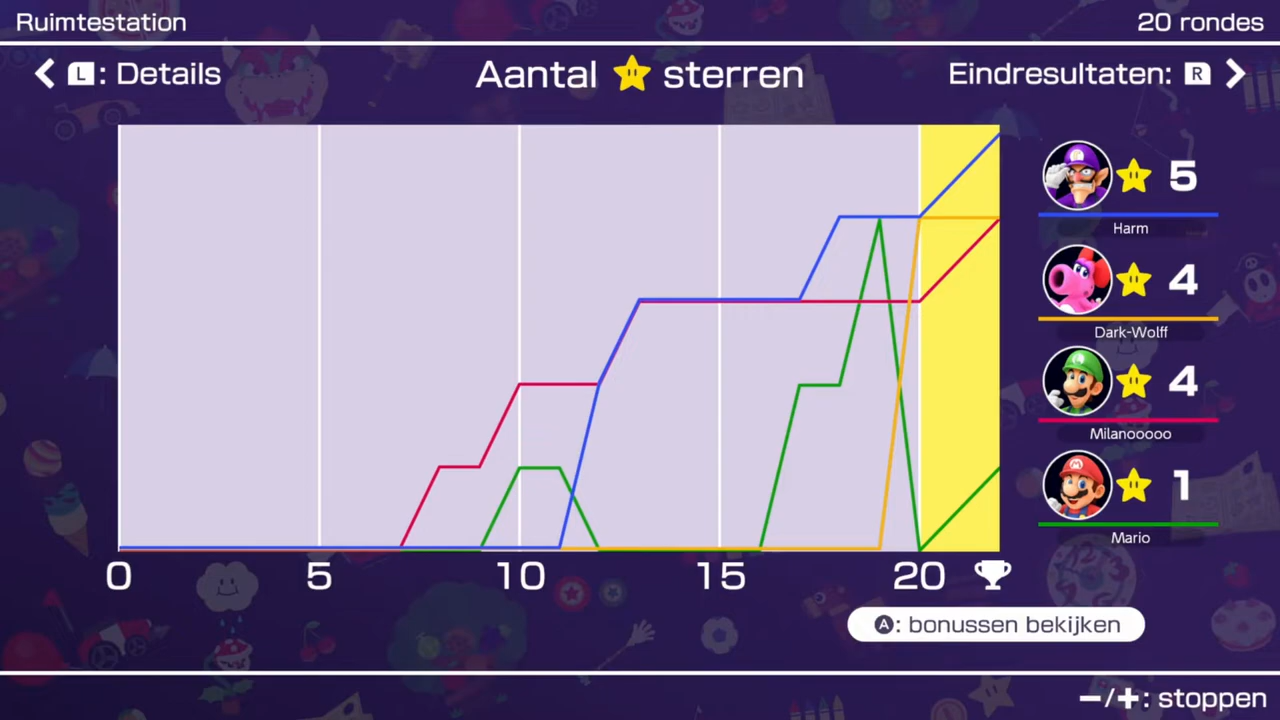 Ruimtestation
20 rondes
L: Details
Aantal sterren
Eindresultaten: R
5
Harm
4
Dark-Wolff
4
Milanooooo
1
Mario
0 5 10 15 20
A: bonussen bekijken
−/+: stoppen